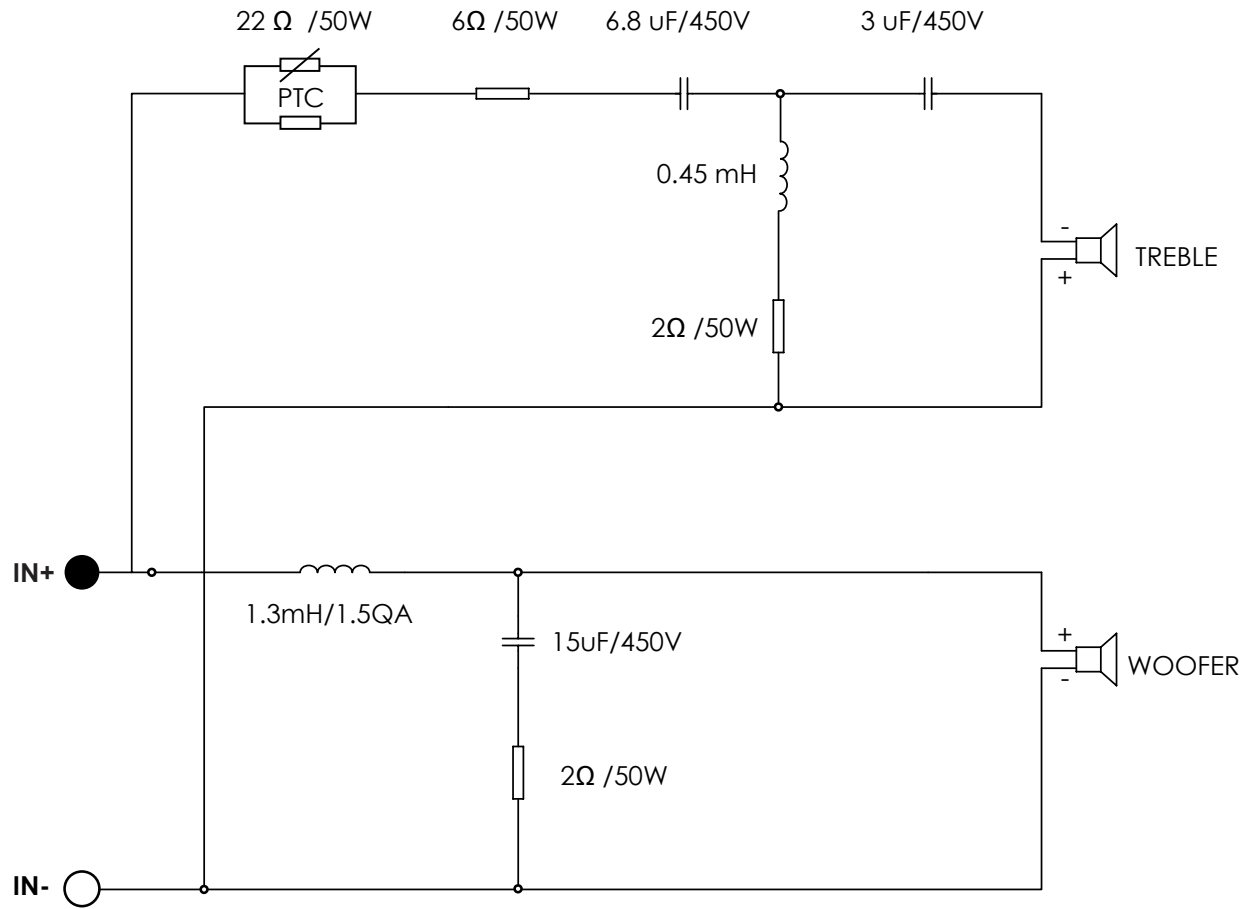 22 Ω /50W
6Ω /50W
6.8 uF/450V
3 uF/450V
PTC
0.45 mH
-
TREBLE
+
2Ω /50W
IN+
1.3mH/1.5QA
+
15uF/450V
WOOFER
-
2Ω /50W
IN-